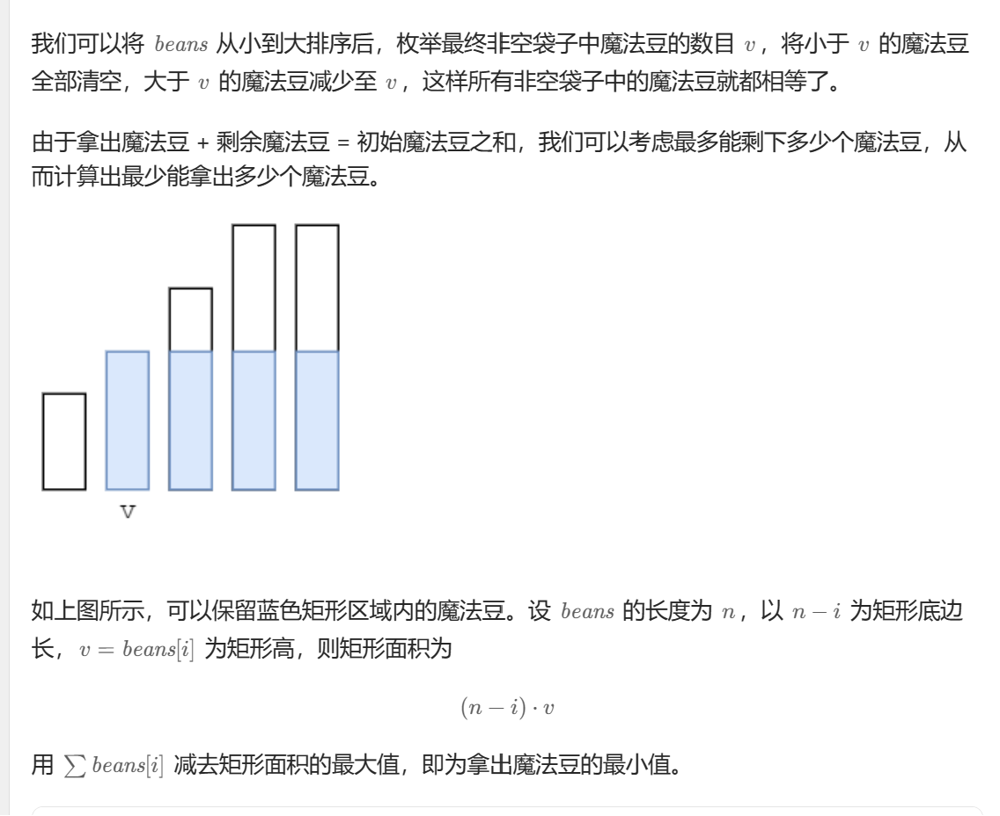 我们可以将 beans 从小到大排序后，枚举最终非空袋子中魔法豆的数目 v，将小于 v 的魔法豆
全部清空，大于 v 的魔法豆减少至 v，这样所有非空袋子中的魔法豆就都相等了。
由于拿出魔法豆 + 剩余魔法豆 = 初始魔法豆之和，我们可以考虑最多能剩下多少个魔法豆，从
而计算出最少能拿出多少个魔法豆。
v
如上图所示，可以保留蓝色矩形区域内的魔法豆。设 beans 的长度为 n，以 n − i 为矩形底边
长，v = beans[i] 为矩形高，则矩形面积为
(n − i) · v
用 ∑ beans[i] 减去矩形面积的最大值，即为拿出魔法豆的最小值。